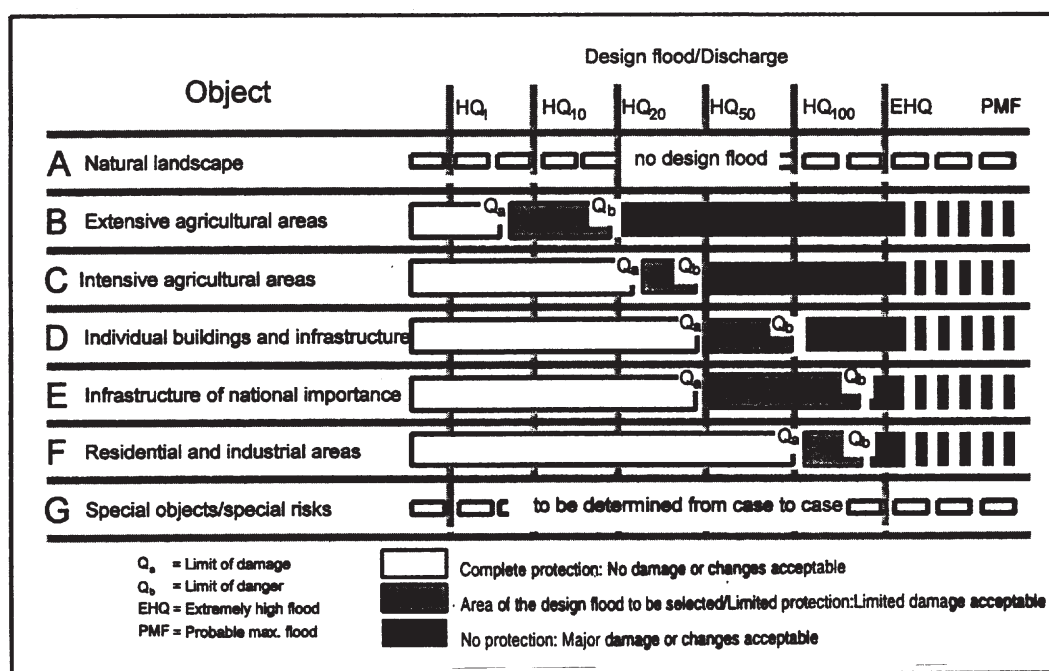 Design flood/Discharge
Object
HQ1 HQ10 HQ20 HQ50 HQ100 EHQ PMF
A Natural landscape no design flood
B Extensive agricultural areas Qa Qb
C Intensive agricultural areas Qa Qb
D Individual buildings and infrastructure Qa Qb
E Infrastructure of national importance Qa Qb
F Residential and industrial areas Qa Qb
G Special objects/special risks to be determined from case to case
Qa = Limit of damage
Qb = Limit of danger
EHQ = Extremely high flood
PMF = Probable max. flood
Complete protection: No damage or changes acceptable
Area of the design flood to be selected/Limited protection:Limited damage acceptable
No protection: Major damage or changes acceptable